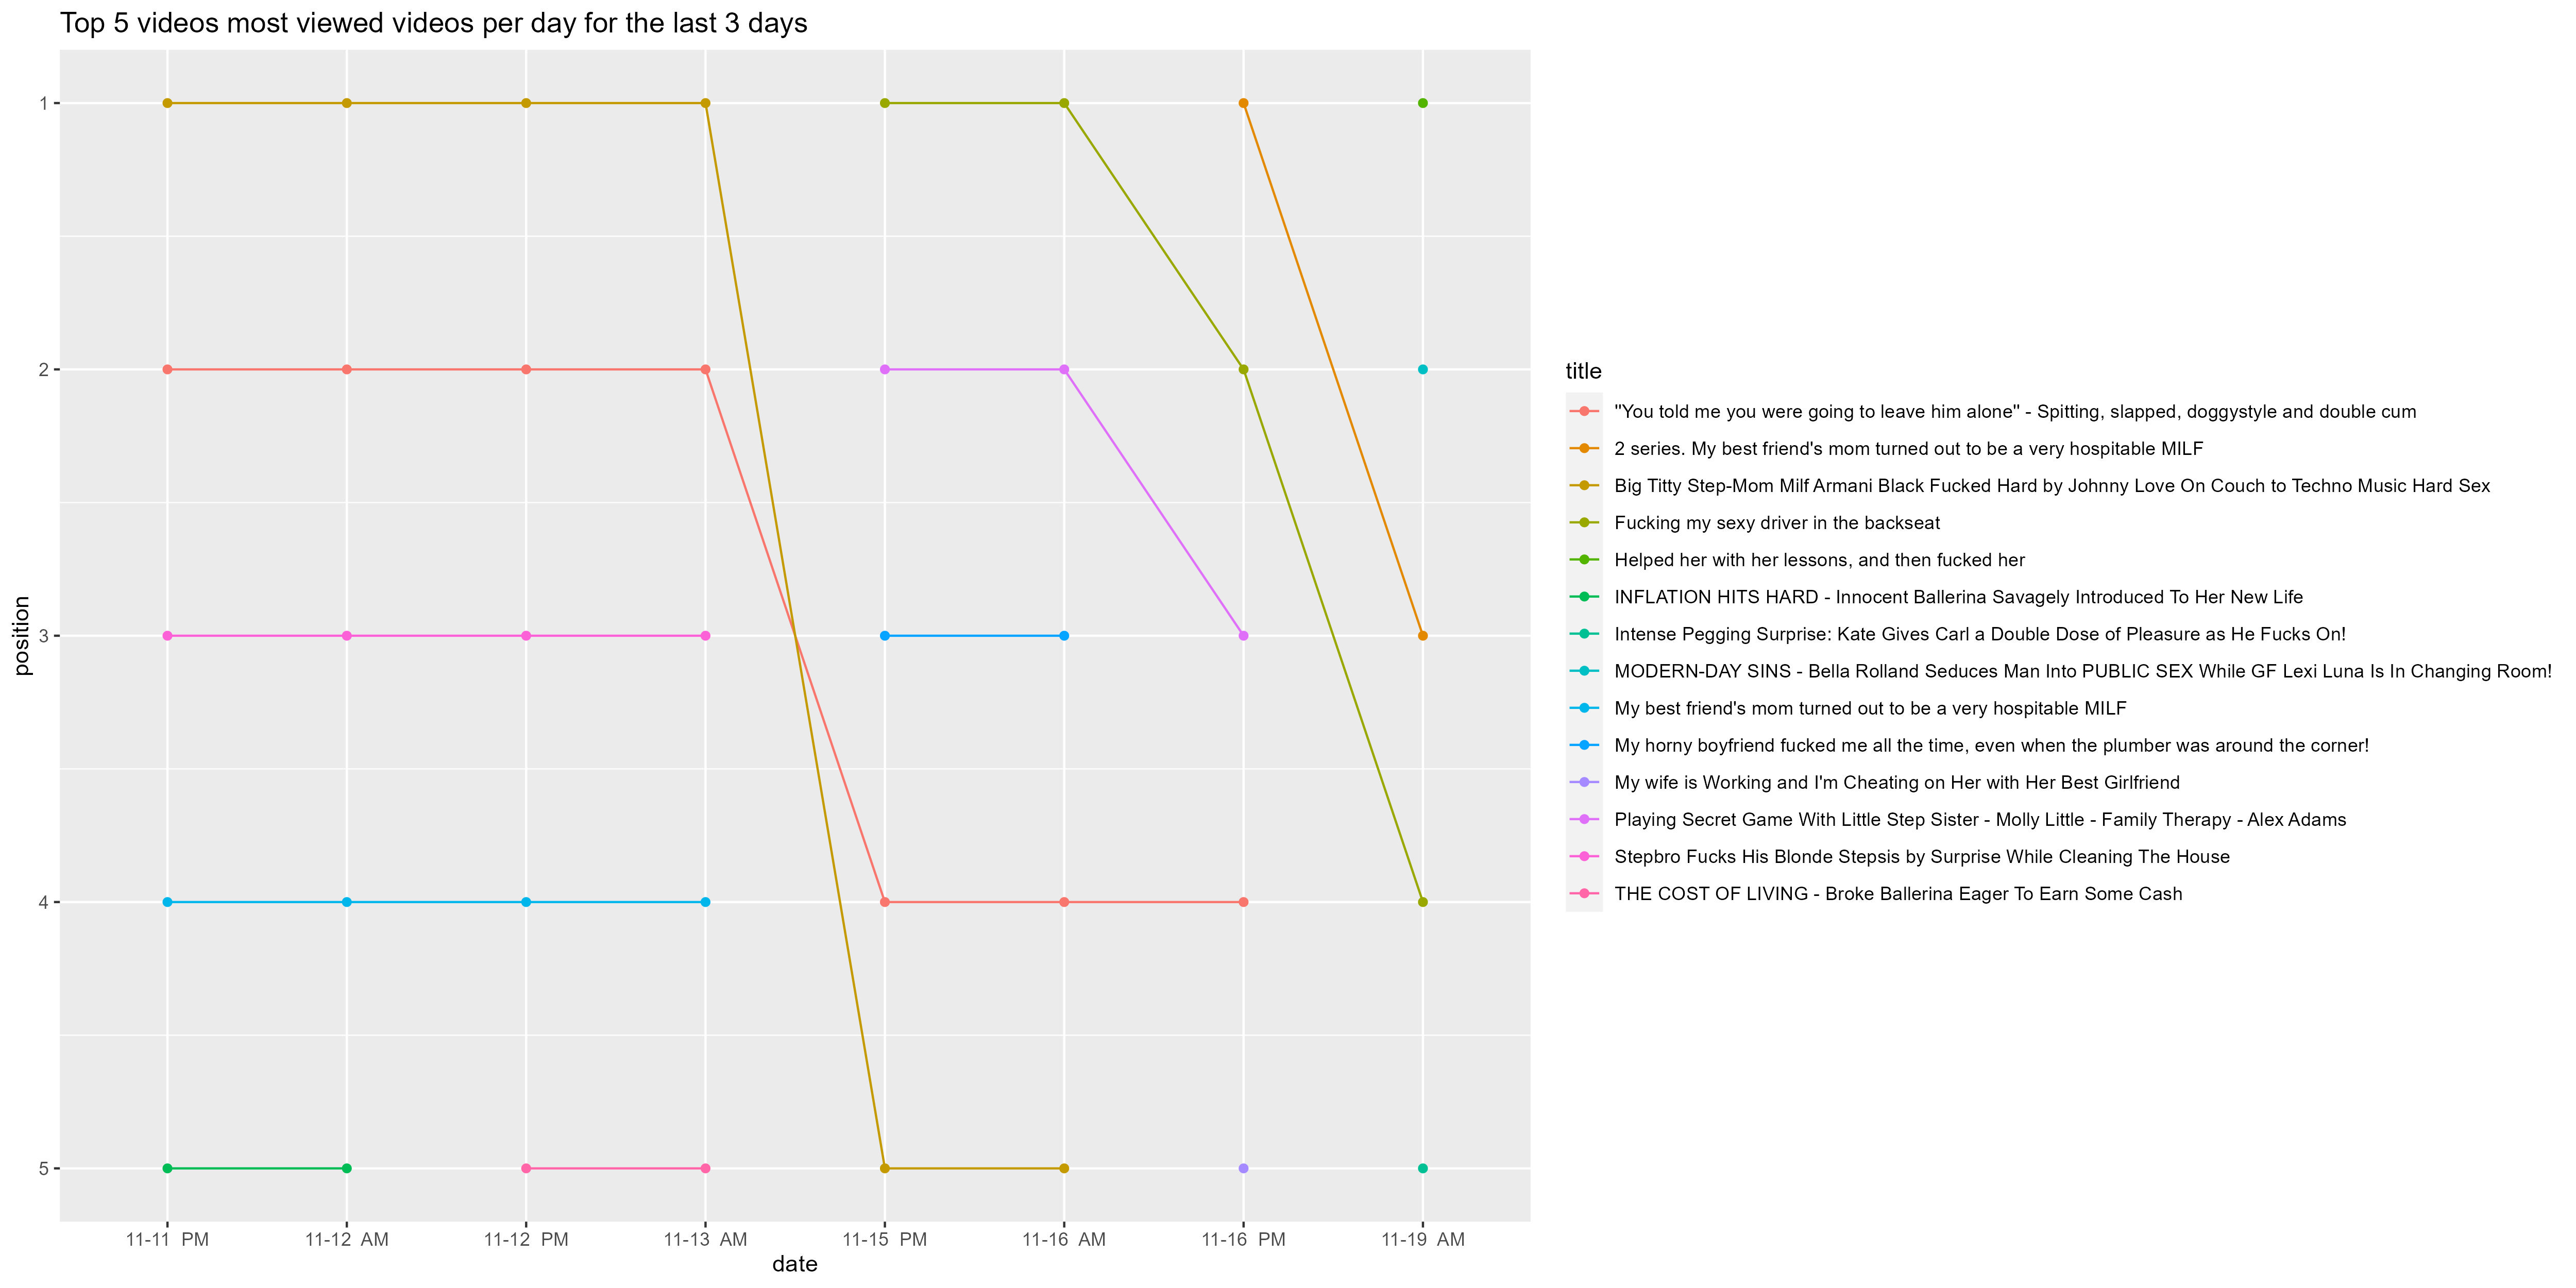 Top 5 videos most viewed videos per day for the last 3 days
position
1
2
3
4
5
11-11 PM
11-12 AM
11-12 PM
11-13 AM
11-15 PM
11-16 AM
11-16 PM
11-19 AM
date
title
"You told me you were going to leave him alone" - Spitting, slapped, doggystyle and double cum
2 series. My best friend's mom turned out to be a very hospitable MILF
Big Titty Step-Mom Milf Armani Black Fucked Hard by Johnny Love On Couch to Techno Music Hard Sex
Fucking my sexy driver in the backseat
Helped her with her lessons, and then fucked her
INFLATION HITS HARD - Innocent Ballerina Savagely Introduced To Her New Life
Intense Pegging Surprise: Kate Gives Carl a Double Dose of Pleasure as He Fucks On!
MODERN-DAY SINS - Bella Rolland Seduces Man Into PUBLIC SEX While GF Lexi Luna Is In Changing Room!
My best friend's mom turned out to be a very hospitable MILF
My horny boyfriend fucked me all the time, even when the plumber was around the corner!
My wife is Working and I'm Cheating on Her with Her Best Girlfriend
Playing Secret Game With Little Step Sister - Molly Little - Family Therapy - Alex Adams
Stepbro Fucks His Blonde Stepsis by Surprise While Cleaning The House
THE COST OF LIVING - Broke Ballerina Eager To Earn Some Cash